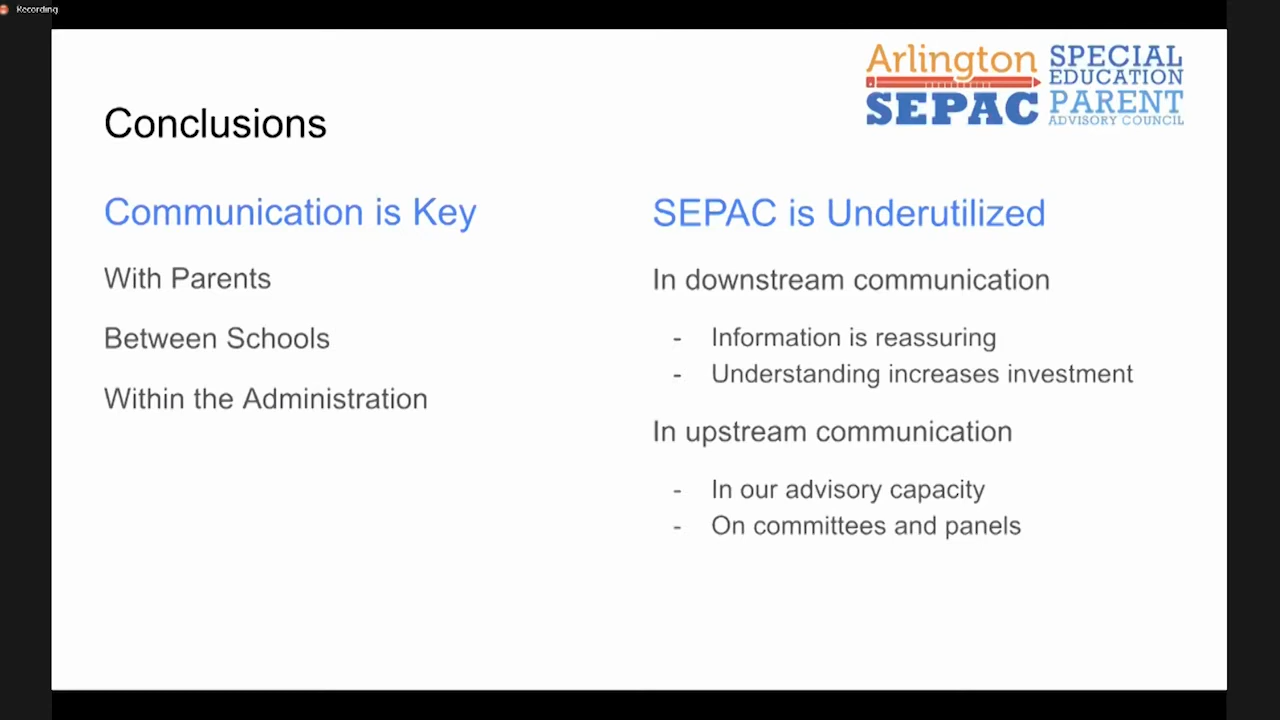 Recording
Arlington
SEPAC
SPECIAL
EDUCATION
PARENT
ADVISORY COUNCIL
Conclusions
Communication is Key
With Parents
Between Schools
Within the Administration
SEPAC is Underutilized
In downstream communication
- Information is reassuring
- Understanding increases investment
In upstream communication
- In our advisory capacity
- On committees and panels